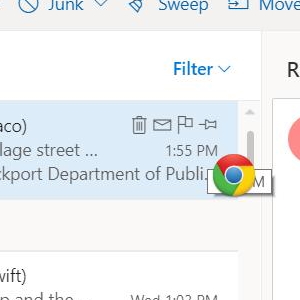 Junk Sweep Move
Filter
R
aco)
lage street ... 1:55 PM
ckport Department of Publi...
M
wift)
p and the Wed 1:02 PM